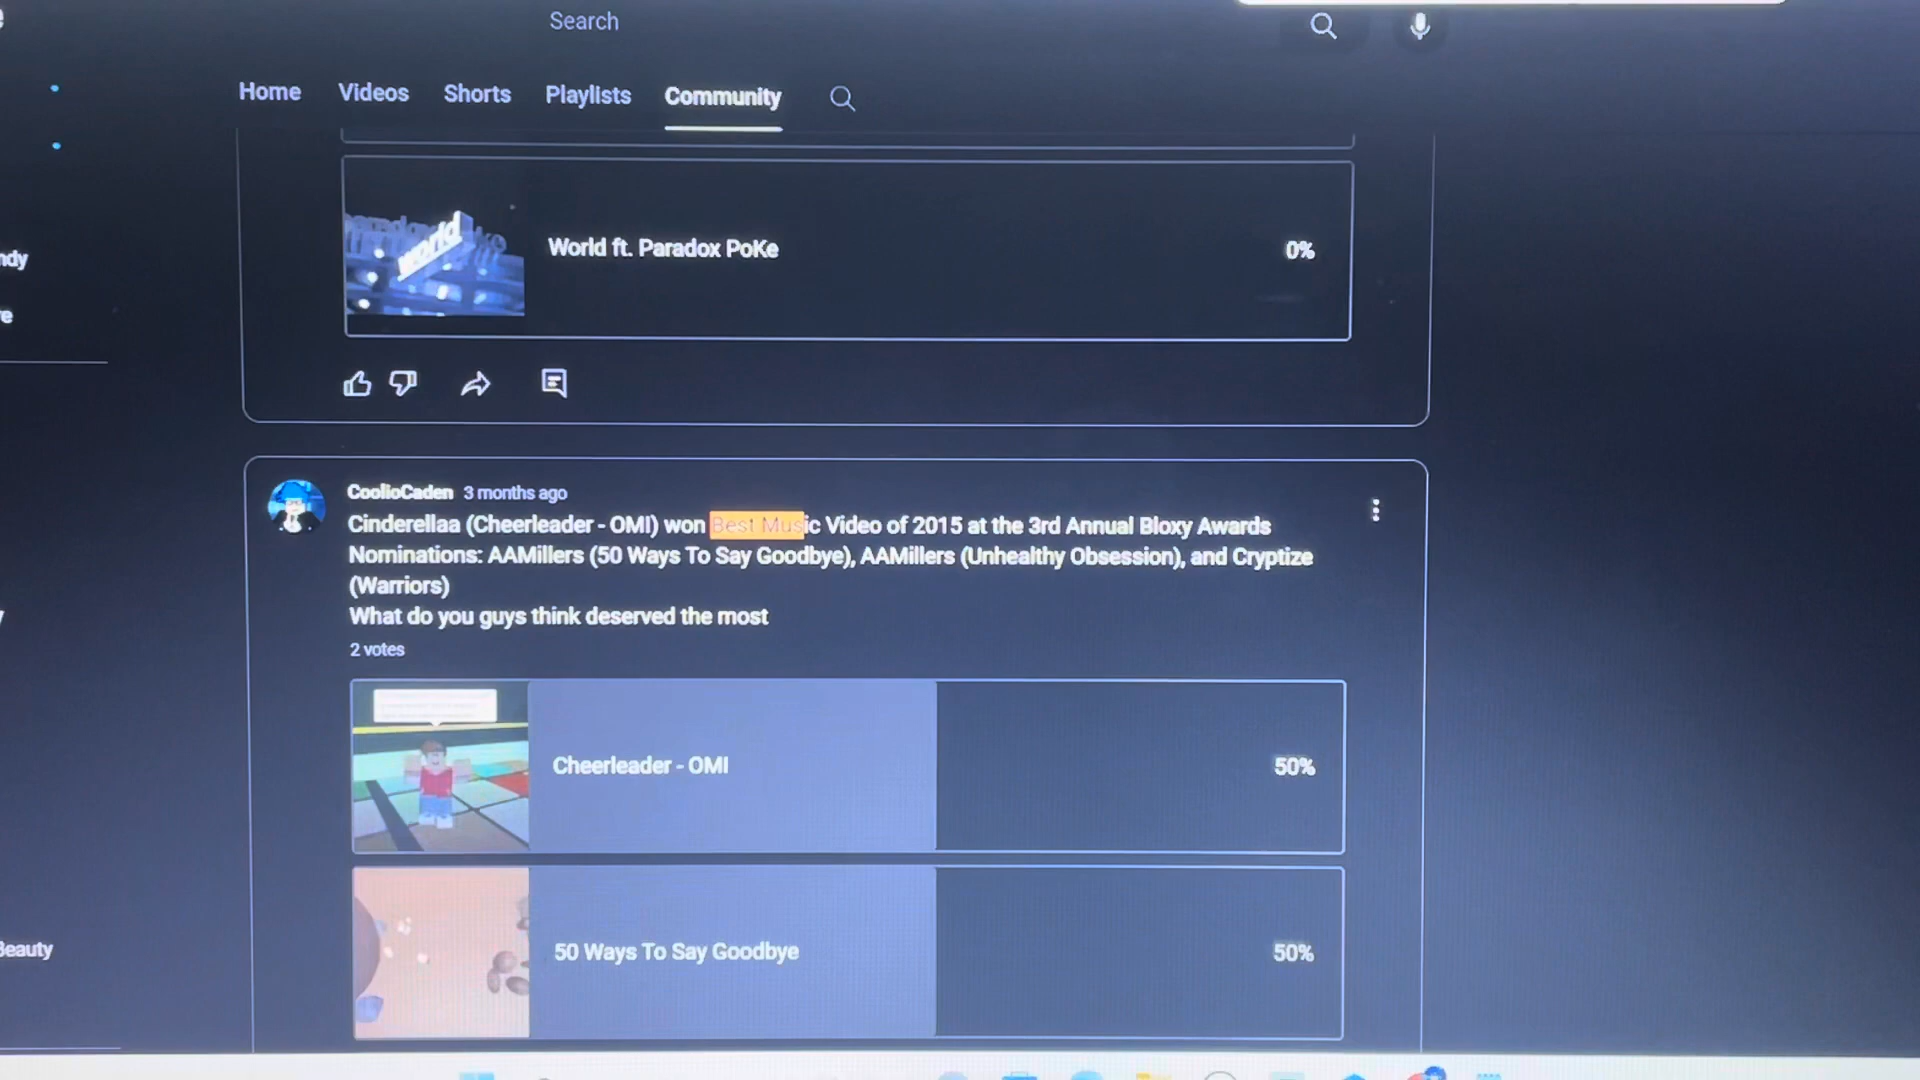 Search
Home Videos Shorts Playlists Community
World ft. Paradox PoKe
0%
world
CoolioCaden 3 months ago
Cinderellaa (Cheerleader - OMI) won Best Music Video of 2015 at the 3rd Annual Bloxy Awards
Nominations: AAMillers (50 Ways To Say Goodbye), AAMillers (Unhealthy Obsession), and Cryptize
(Warriors)
What do you guys think deserved the most
2 votes
Cheerleader - OMI
50%
50 Ways To Say Goodbye
50%
Beauty